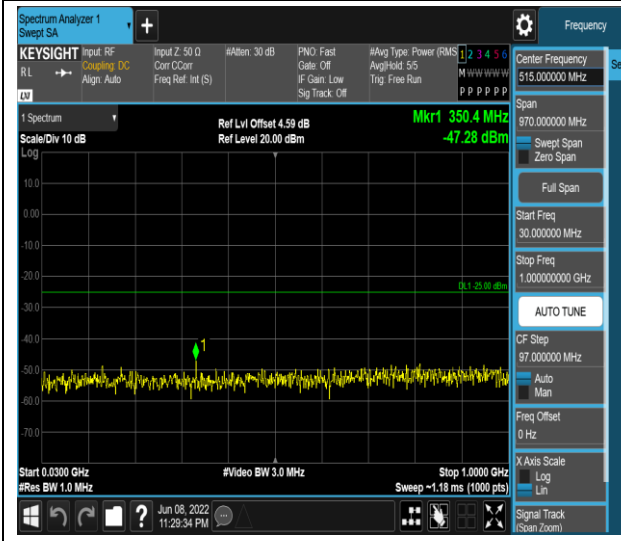 Spectrum Analyzer 1
Swept SA
Frequency
KEYSIGHT
RL
LXI
Input: RF
Coupling: DC
Align: Auto
Input Z: 50 Ω
Corr CCorr
Freq Ref: Int (S)
#Atten: 30 dB
PNO: Fast
Gate: Off
IF Gain: Low
Sig Track: Off
#Avg Type: Power (RMS
Avg|Hold: 5/5
Trig: Free Run
1 2 3 4 5 6
M W W W W W
P P P P P P
1 Spectrum
Scale/Div 10 dB
Log
Ref Lvl Offset 4.59 dB
Ref Level 20.00 dBm
Mkr1 350.4 MHz
-47.28 dBm
10.0
0.00
-10.0
-20.0
DL1 -25.00 dBm
-30.0
-40.0
1
-50.0
-60.0
-70.0
Start 0.0300 GHz
#Res BW 1.0 MHz
#Video BW 3.0 MHz
Stop 1.0000 GHz
Sweep ~1.18 ms (1000 pts)
Jun 08, 2022
11:29:34 PM
Center Frequency
515.000000 MHz
Span
970.000000 MHz
Swept Span
Zero Span
Full Span
Start Freq
30.000000 MHz
Stop Freq
1.000000000 GHz
AUTO TUNE
CF Step
97.000000 MHz
Auto
Man
Freq Offset
0 Hz
X Axis Scale
Log
Lin
Signal Track
(Span Zoom)
Se